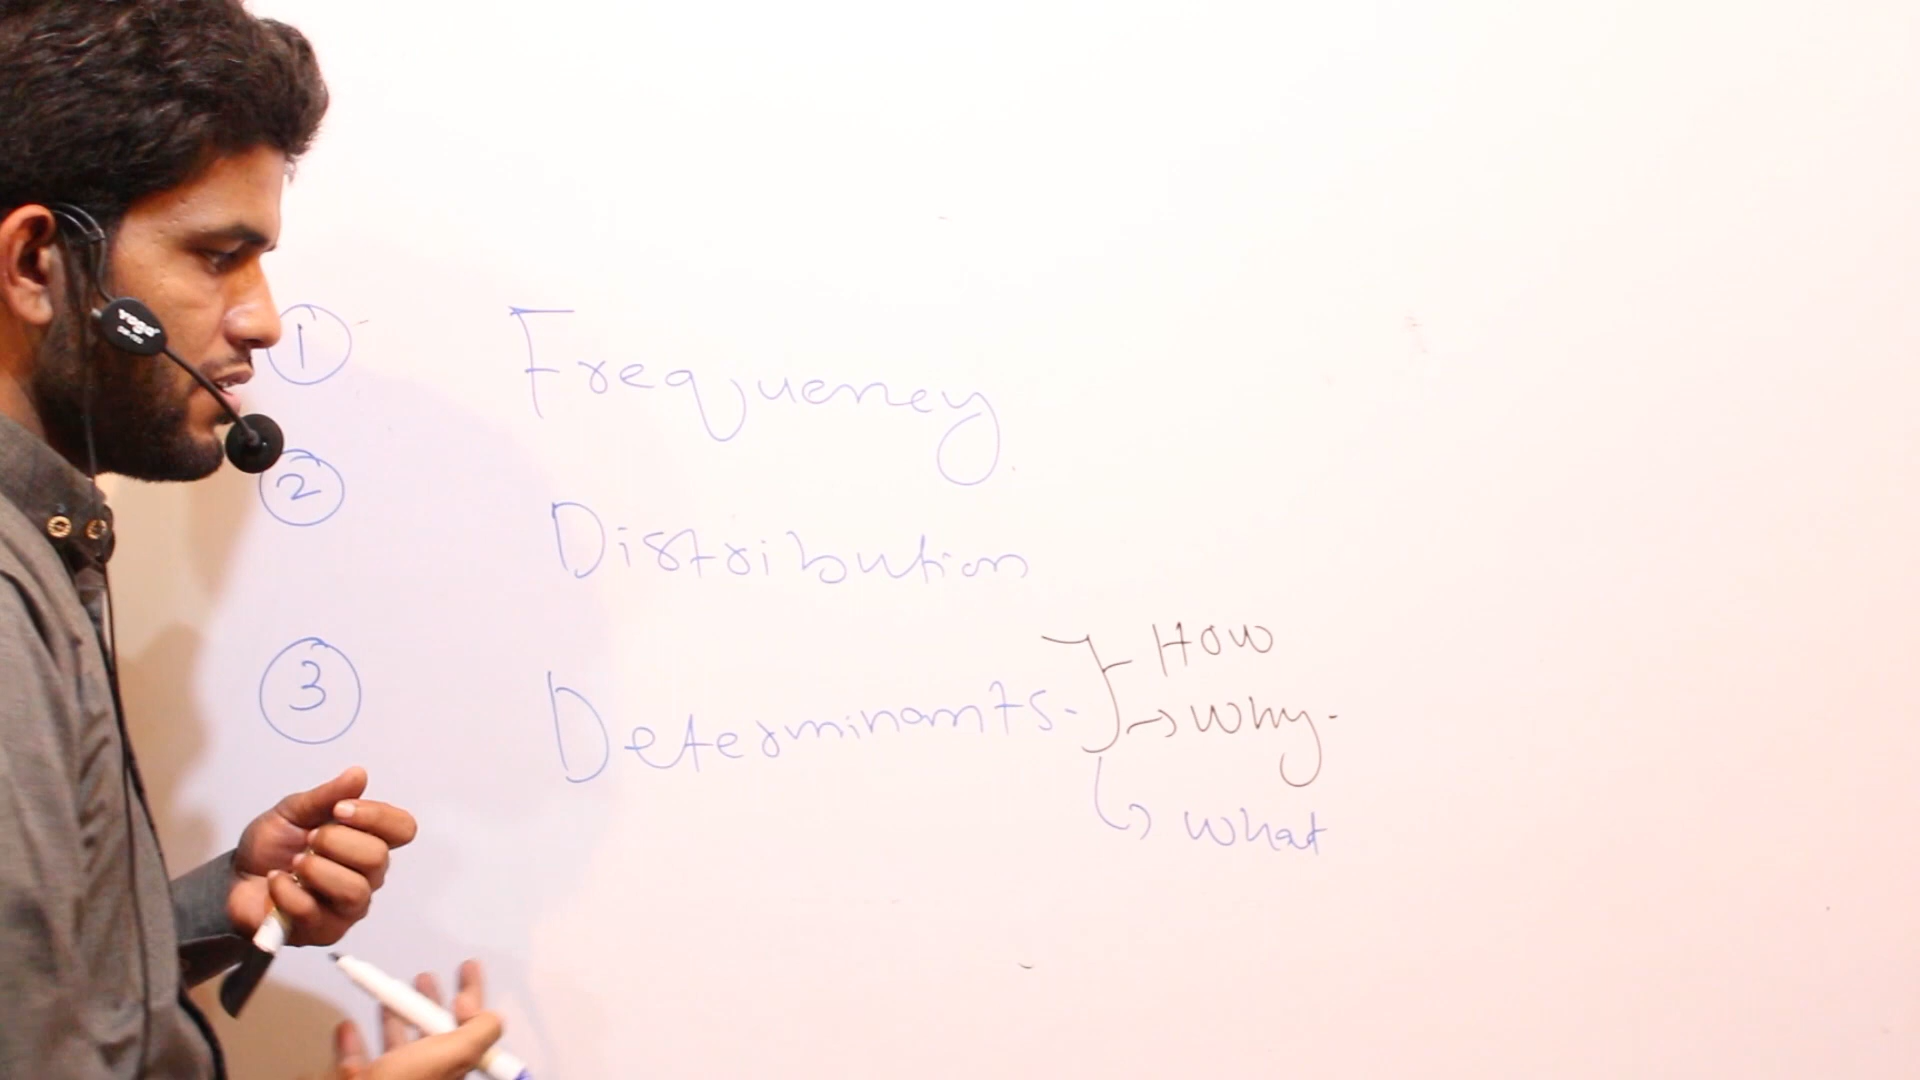 ① Frequency
② Distribution
③ Determinants.
How
→ Why.
↳ What